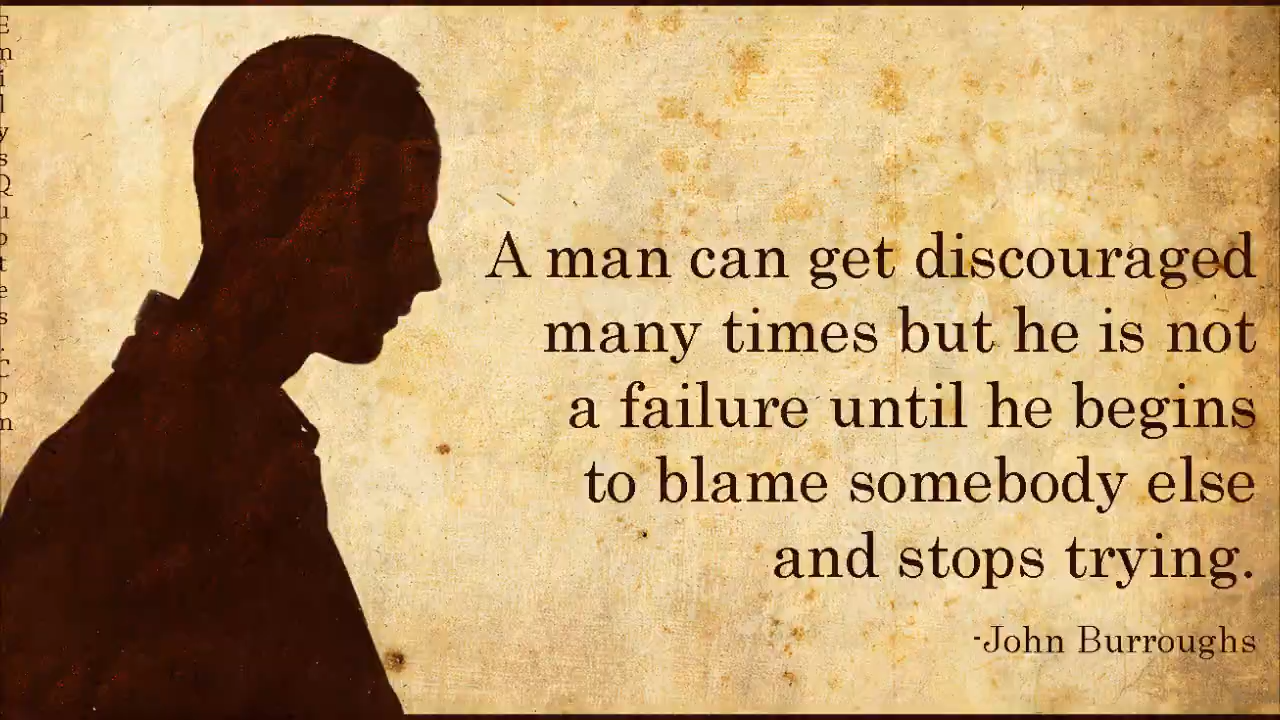 A man can get discouraged
many times but he is not
a failure until he begins
to blame somebody else
and stops trying.
-John Burroughs
EmilysQuotes.Com